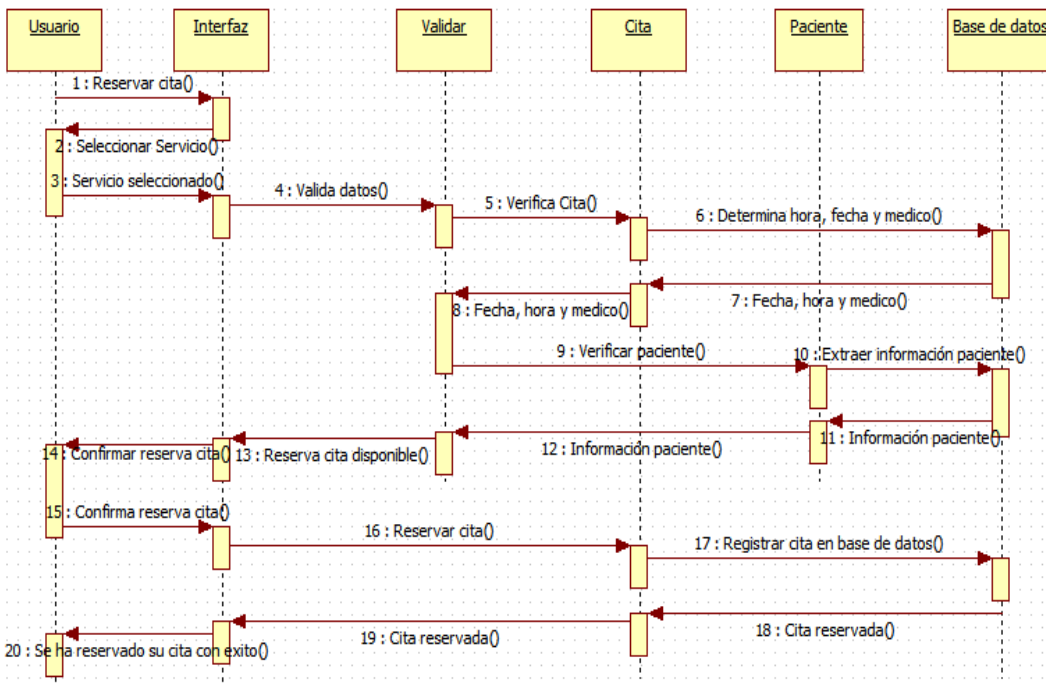 Usuario
Interfaz
Validar
Cita
Paciente
Base de datos
1 : Reservar cita()
2 : Seleccionar Servicio()
3 : Servicio seleccionado()
4 : Valida datos()
5 : Verifica Cita()
6 : Determina hora, fecha y medico()
7 : Fecha, hora y medico()
8 : Fecha, hora y medico()
9 : Verificar paciente()
10 : Extraer información paciente()
11 : Información paciente()
12 : Información paciente()
13 : Reserva cita disponible()
14 : Confirmar reserva cita()
15 : Confirma reserva cita()
16 : Reservar cita()
17 : Registrar cita en base de datos()
18 : Cita reservada()
19 : Cita reservada()
20 : Se ha reservado su cita con exito()